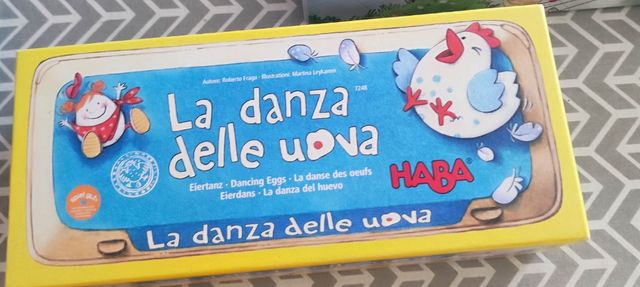 Autore: Roberto Fraga - Illustrazioni: Martina Leykamm
7248
La danza
delle uova
Eiertanz · Dancing Eggs · La danse des oeufs
Eierdans · La danza del huevo
HABA
La danza delle uova